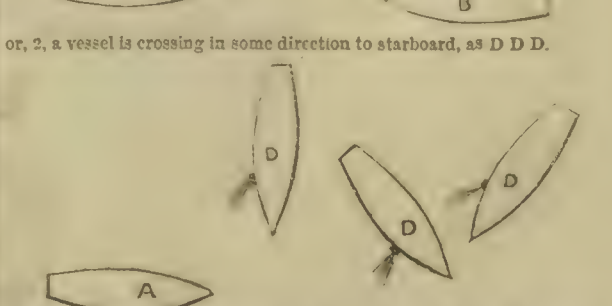 B
or, 2, a vessel is crossing in some direction to starboard, as D D D.
D
D
D
A